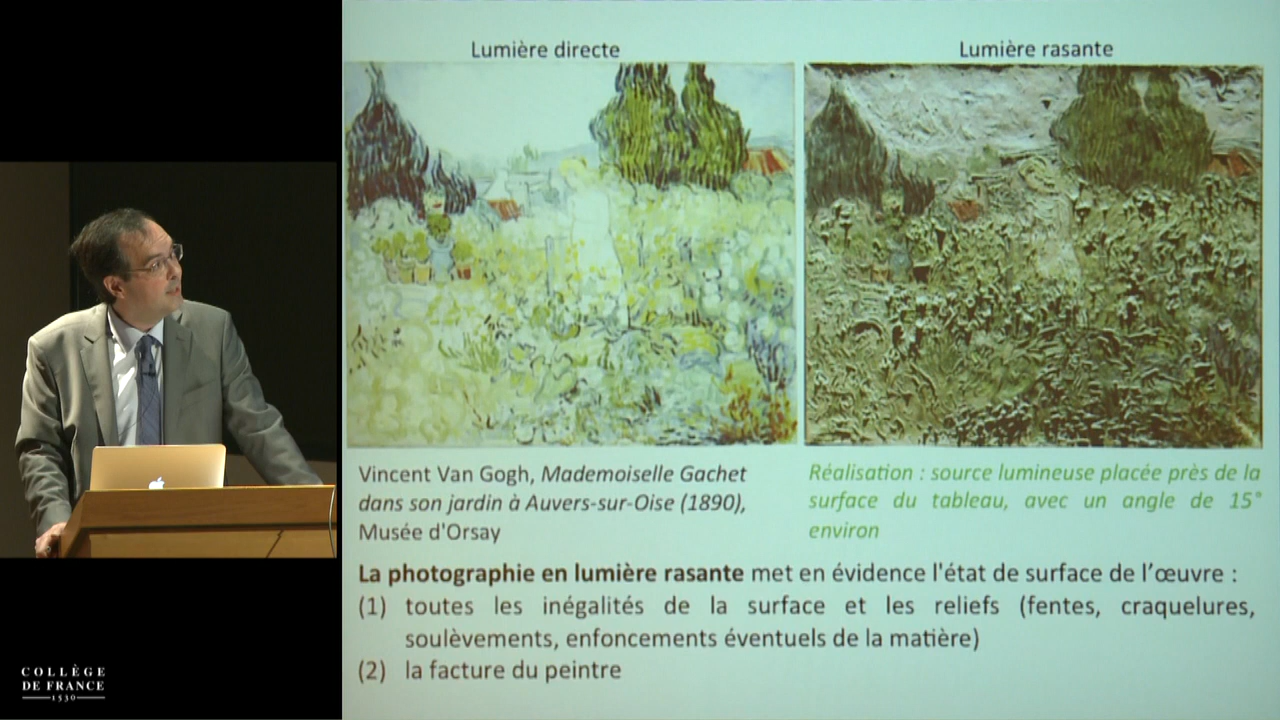 Lumière directe
Lumière rasante
Vincent Van Gogh, Mademoiselle Gachet
dans son jardin à Auvers-sur-Oise (1890),
Musée d'Orsay
Réalisation : source lumineuse placée près de la
surface du tableau, avec un angle de 15°
environ
La photographie en lumière rasante met en évidence l'état de surface de l'œuvre :
(1) toutes les inégalités de la surface et les reliefs (fentes, craquelures,
soulèvements, enfoncements éventuels de la matière)
(2) la facture du peintre
COLLÈGE
DE FRANCE
1530